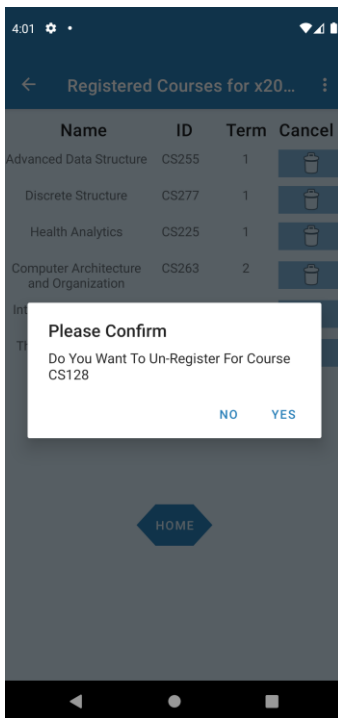 4:01
Registered Courses for x20...
Name ID Term Cancel
Advanced Data Structure CS255 1
Discrete Structure CS277 1
Health Analytics CS225 1
Computer Architecture CS263 2
and Organization
Please Confirm
Do You Want To Un-Register For Course
CS128
NO YES
HOME